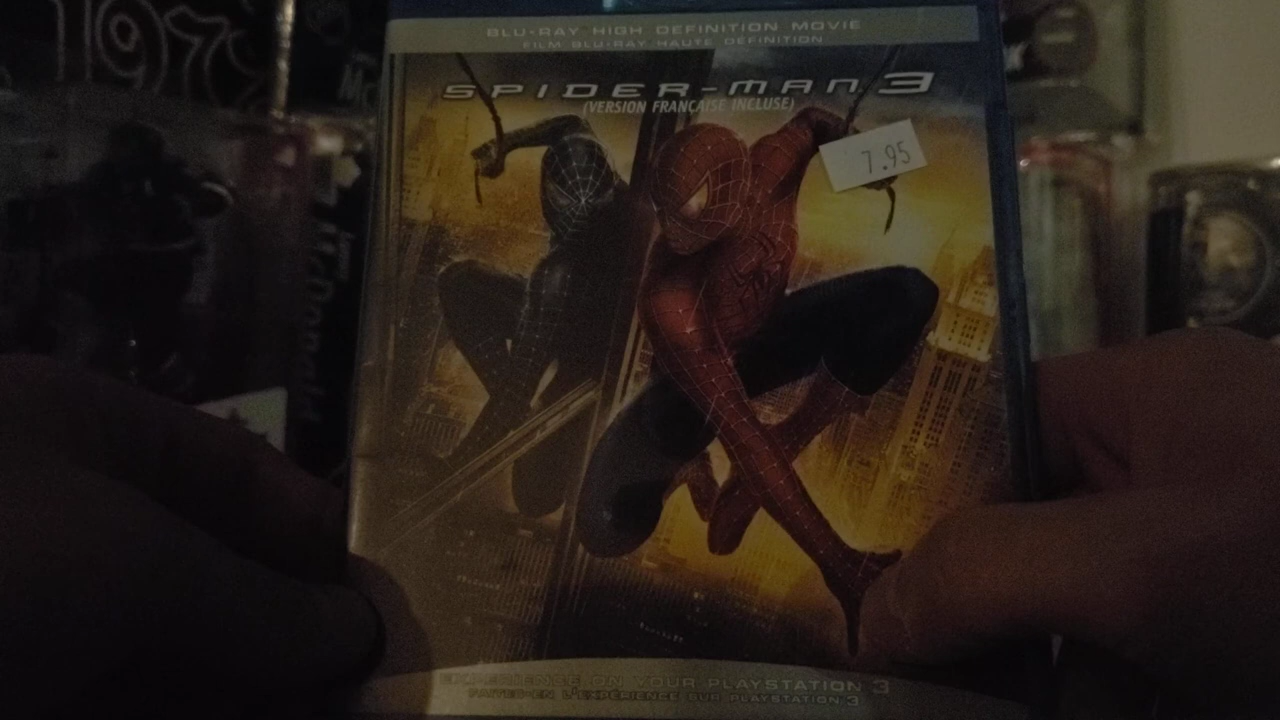 1979
BLU-RAY HIGH DEFINITION MOVIE
FILM BLU-RAY HAUTE DÉFINITION
SPIDER-MAN 3
(VERSION FRANÇAISE INCLUSE)
7.95
EXPERIENCE ON YOUR PLAYSTATION 3
FAITES-EN L'EXPÉRIENCE SUR PLAYSTATION 3